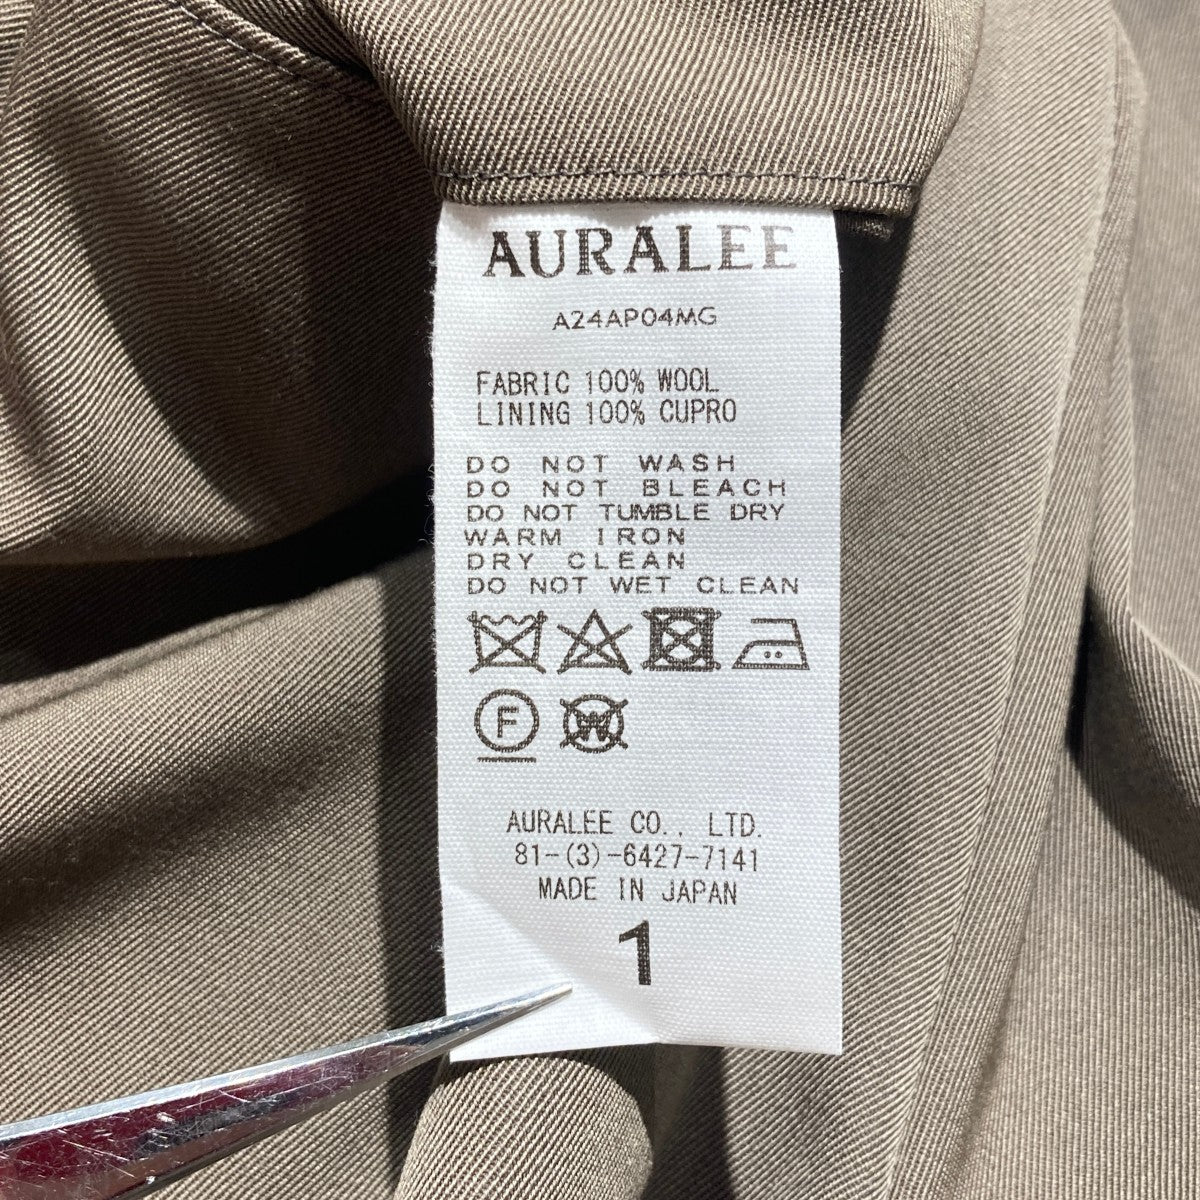 AURALEE
A24AP04MG
FABRIC 100% WOOL
LINING 100% CUPRO
DO NOT WASH
DO NOT BLEACH
DO NOT TUMBLE DRY
WARM IRON
DRY CLEAN
DO NOT WET CLEAN
F W
AURALEE CO., LTD.
81-(3)-6427-7141
MADE IN JAPAN
1